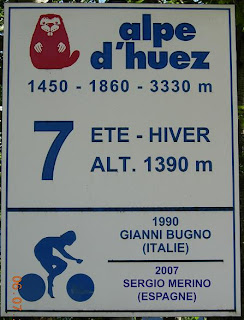 alpe
d'huez
1450 - 1860 - 3330 m
7
ETE - HIVER
ALT. 1390 m
1990
GIANNI BUGNO
(ITALIE)
2007
SERGIO MERINO
(ESPAGNE)